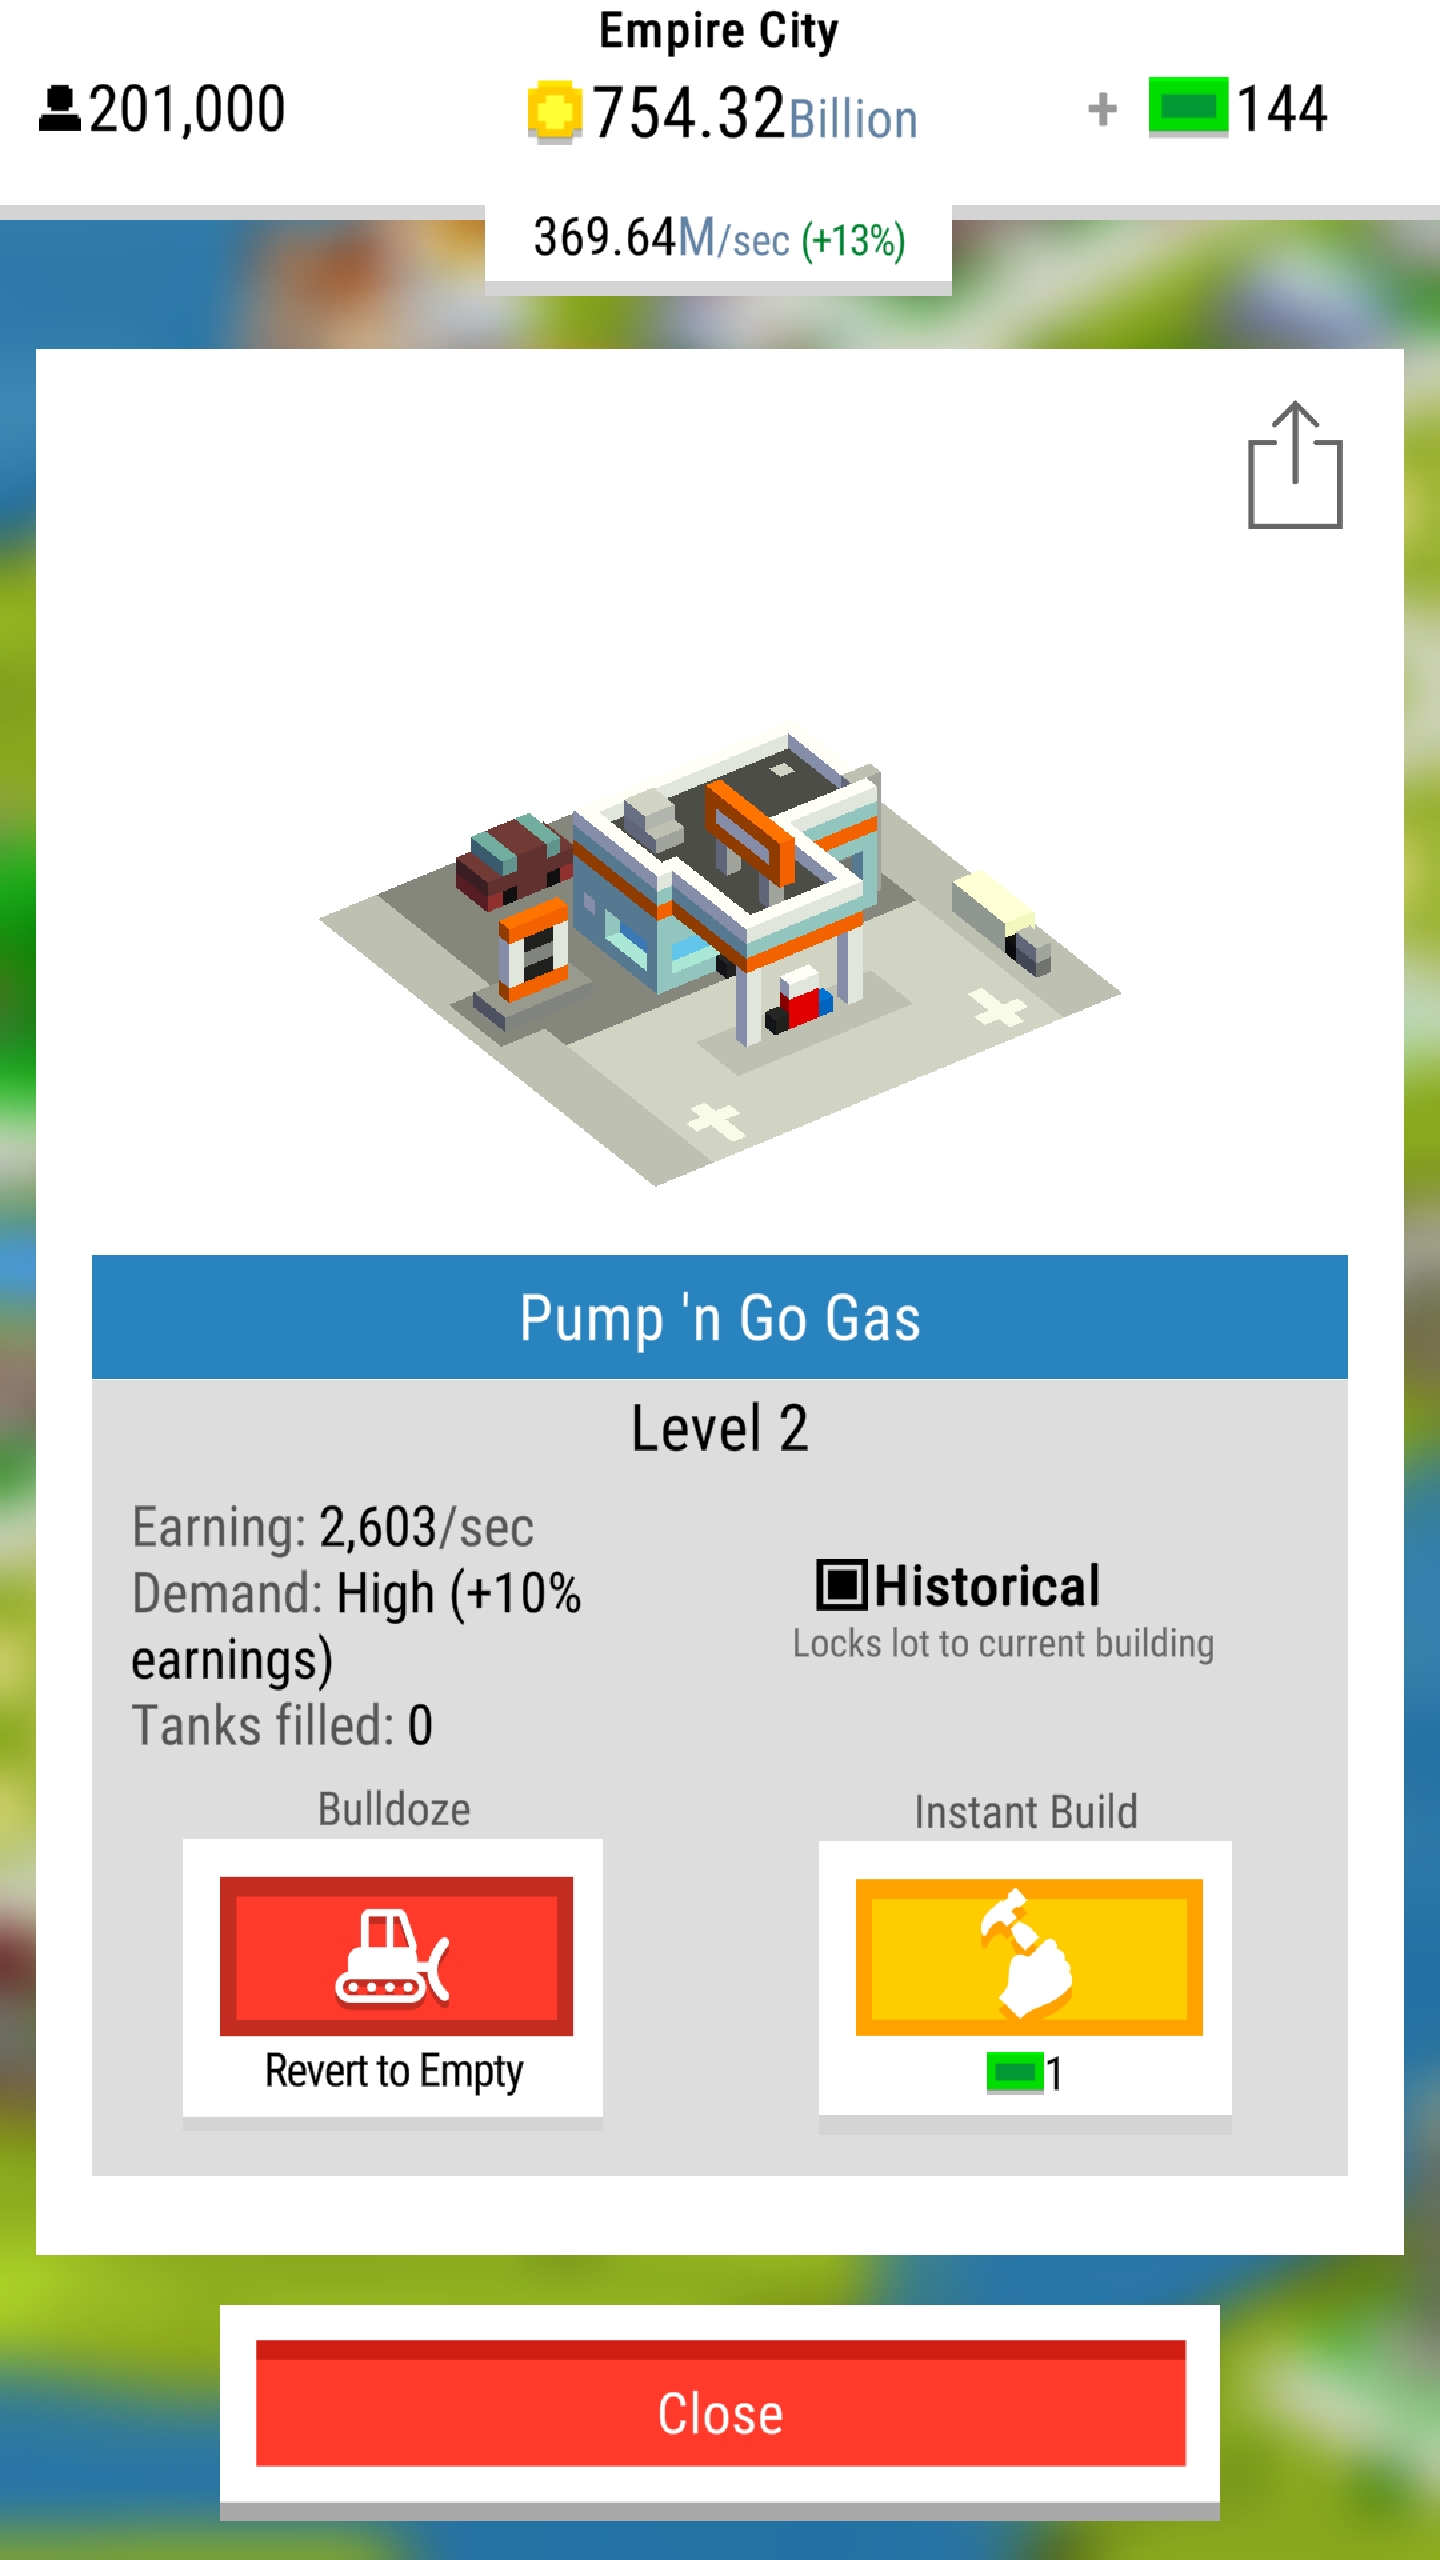 Empire City
201,000
754.32Billion
+ 144
369.64M/sec (+13%)
Pump 'n Go Gas
Level 2
Earning: 2,603/sec
Demand: High (+10%
earnings)
Tanks filled: 0
Historical
Locks lot to current building
Bulldoze
Revert to Empty
Instant Build
1
Close